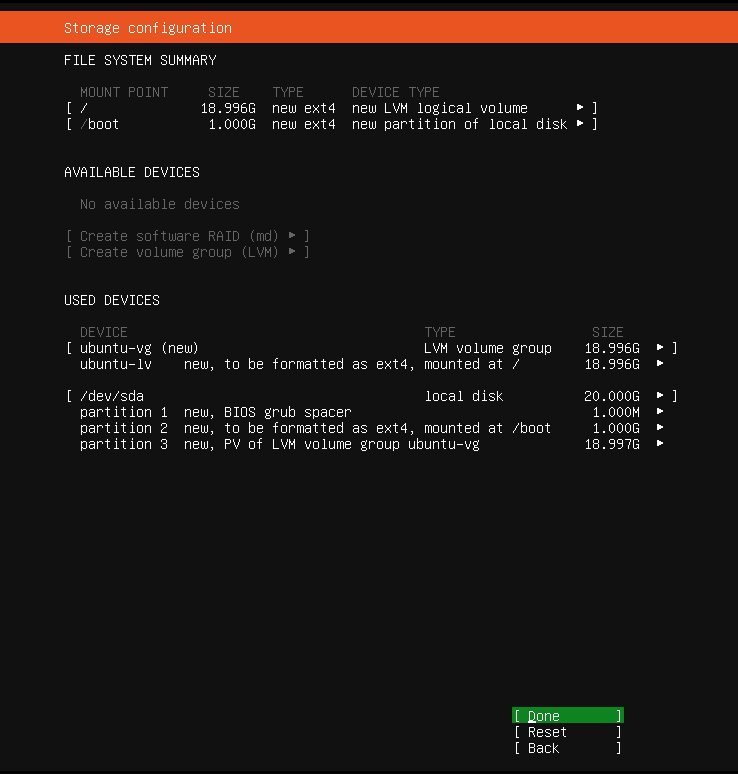 Storage configuration
FILE SYSTEM SUMMARY
MOUNT POINT SIZE TYPE DEVICE TYPE
[ / 18.996G new ext4 new LVM logical volume ▸ ]
[ /boot 1.000G new ext4 new partition of local disk ▸ ]
AVAILABLE DEVICES
No available devices
[ Create software RAID (md) ▸ ]
[ Create volume group (LVM) ▸ ]
USED DEVICES
DEVICE TYPE SIZE
[ ubuntu-vg (new) LVM volume group 18.996G ▸ ]
ubuntu-lv new, to be formatted as ext4, mounted at / 18.996G ▸
[ /dev/sda local disk 20.000G ▸ ]
partition 1 new, BIOS grub spacer 1.000M ▸
partition 2 new, to be formatted as ext4, mounted at /boot 1.000G ▸
partition 3 new, PV of LVM volume group ubuntu-vg 18.997G ▸
[ Done ]
[ Reset ]
[ Back ]